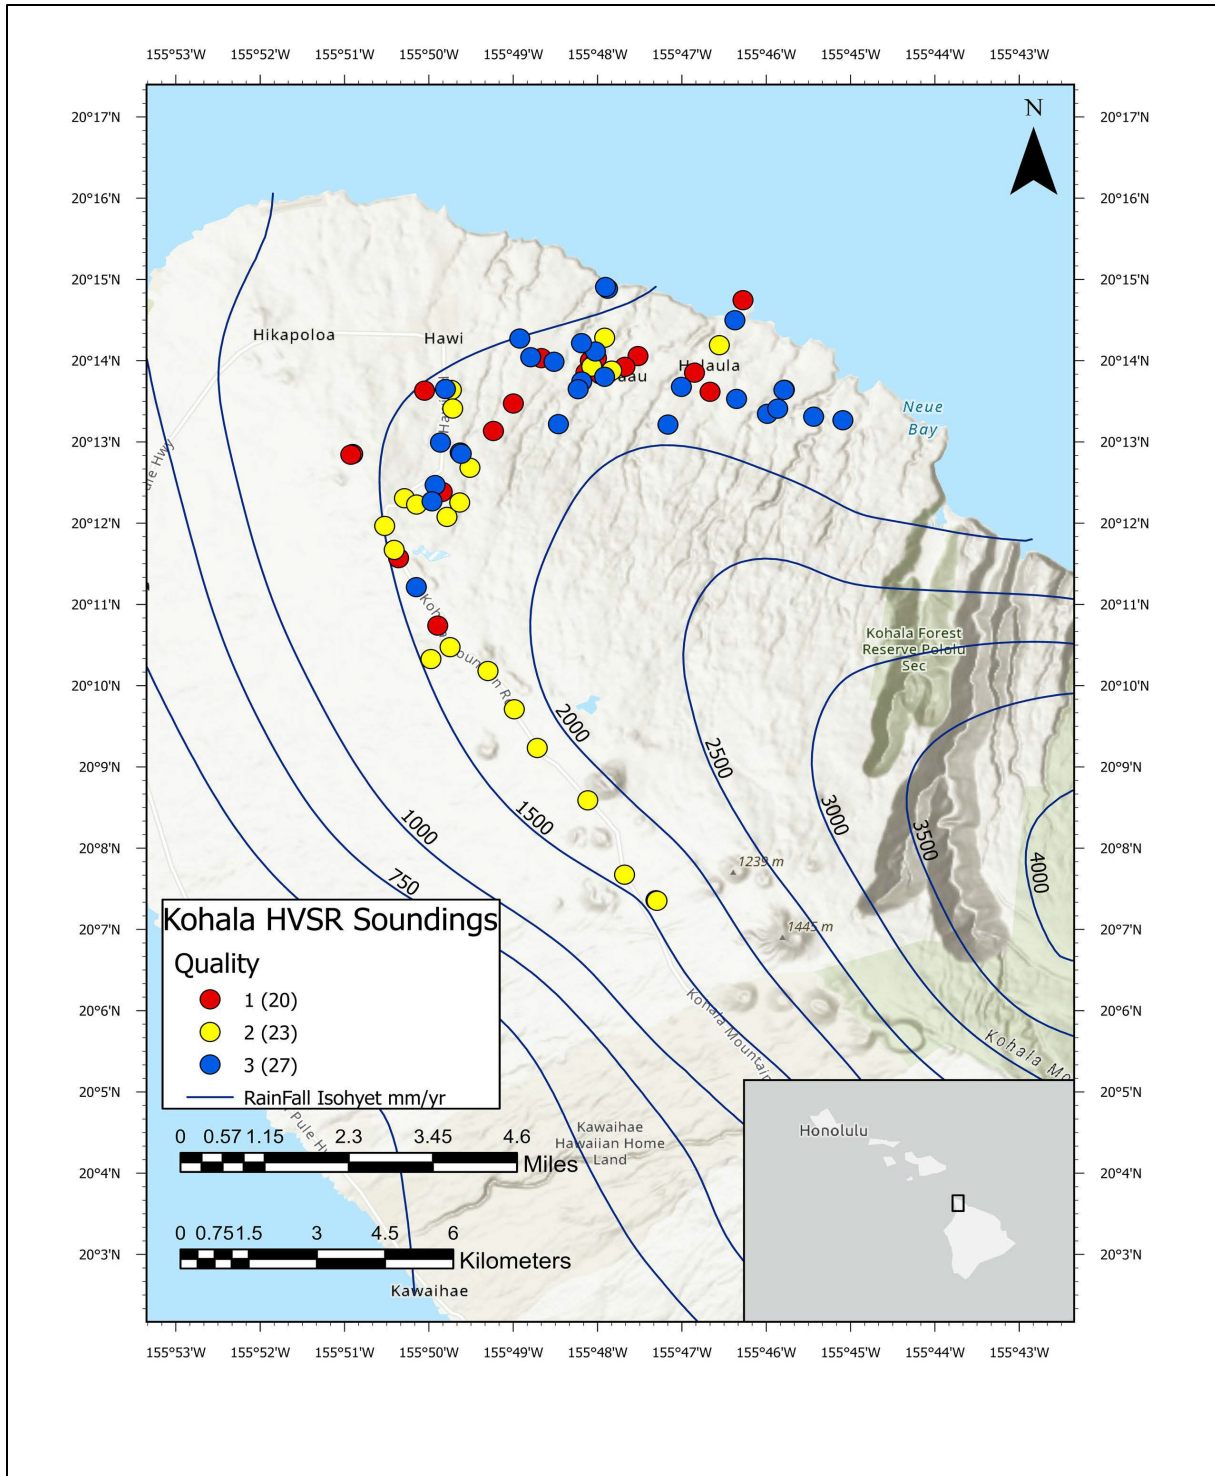 155°53'W 155°52'W 155°51'W 155°50'W 155°49'W 155°48'W 155°47'W 155°46'W 155°45'W 155°44'W 155°43'W
20°17'N 20°17'N
N
20°16'N 20°16'N
20°15'N 20°15'N
Hikapoloa Hawi
20°14'N 20°14'N
Neue
Bay
20°13'N 20°13'N
20°12'N 20°12'N
20°11'N 20°11'N
Kohala Forest
Reserve Pololu
Sec
20°10'N 20°10'N
2000
2500
20°9'N 20°9'N
1500
1000
3000
3500
20°8'N 20°8'N
4000
1239 m
750
1445 m
20°7'N 20°7'N
Kohala HVSR Soundings
Quality
1 (20)
2 (23)
3 (27)
RainFall Isohyet mm/yr
20°6'N 20°6'N
Kohala Mountain
Kohala Mo
20°5'N 20°5'N
Pule H
0 0.57 1.15 2.3 3.45 4.6
Miles
Kawaihae
Hawaiian Home
Land
Honolulu
20°4'N 20°4'N
0 0.75 1.5 3 4.5 6
Kilometers
20°3'N 20°3'N
Kawaihae
155°53'W 155°52'W 155°51'W 155°50'W 155°49'W 155°48'W 155°47'W 155°46'W 155°45'W 155°44'W 155°43'W